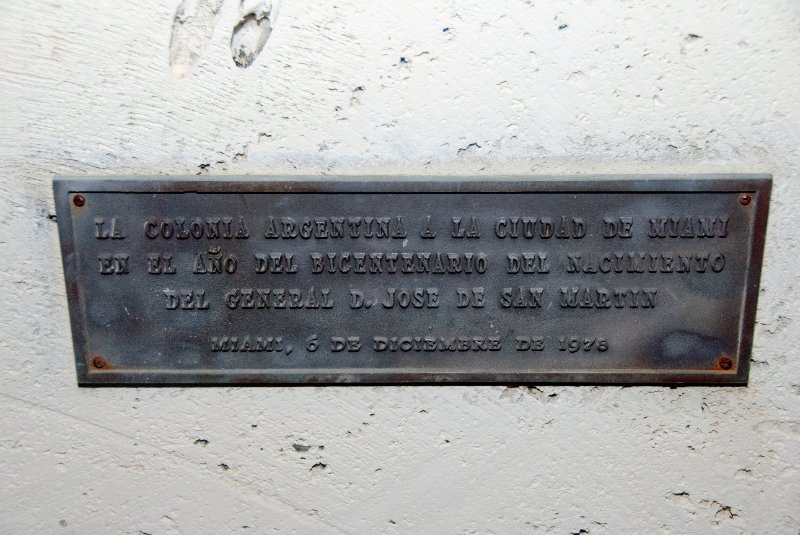 LA COLONIA ARGENTINA A LA CIUDAD DE MIAMI
EN EL AÑO DEL BICENTENARIO DEL NACIMIENTO
DEL GENERAL D. JOSE DE SAN MARTIN
MIAMI, 6 DE DICIEMBRE DE 1978